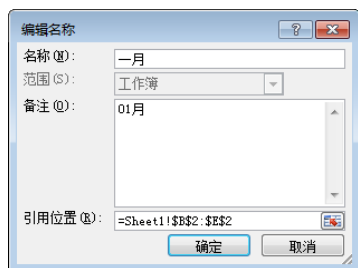 编辑名称
名称(N): 一月
范围(S): 工作簿
备注(O): 01月
引用位置(R): =Sheet1!$B$2:$E$2
确定 取消